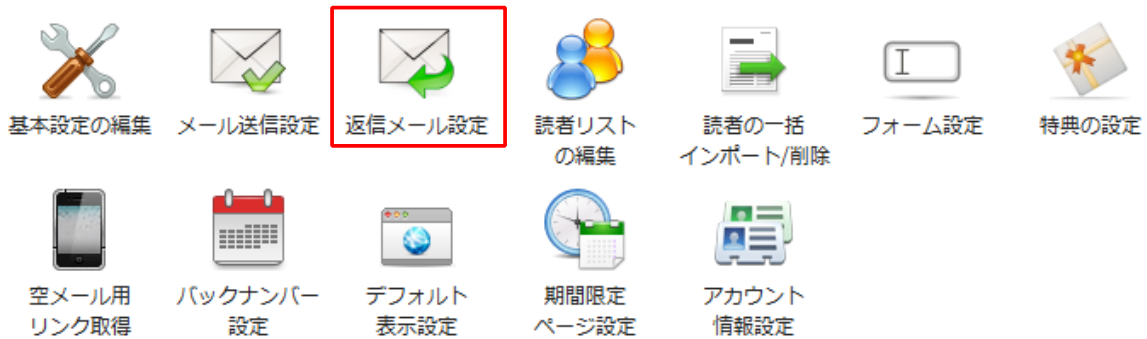 基本設定の編集
メール送信設定
返信メール設定
読者リスト
の編集
読者の一括
インポート/削除
フォーム設定
特典の設定
空メール用
リンク取得
バックナンバー
設定
デフォルト
表示設定
期間限定
ページ設定
アカウント
情報設定